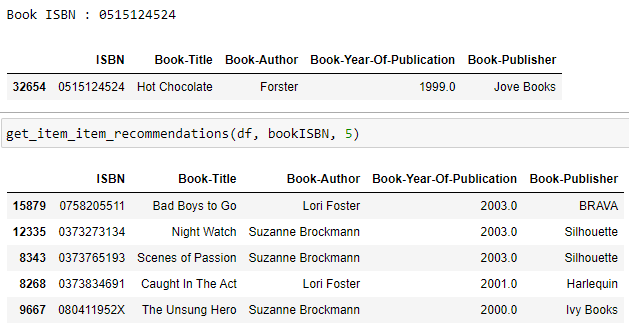 Book ISBN : 0515124524
ISBN Book-Title Book-Author Book-Year-Of-Publication Book-Publisher
32654 0515124524 Hot Chocolate Forster 1999.0 Jove Books
get_item_item_recommendations(df, bookISBN, 5)
ISBN Book-Title Book-Author Book-Year-Of-Publication Book-Publisher
15879 0758205511 Bad Boys to Go Lori Foster 2003.0 BRAVA
12335 0373273134 Night Watch Suzanne Brockmann 2003.0 Silhouette
8343 0373765193 Scenes of Passion Suzanne Brockmann 2003.0 Silhouette
8268 0373834691 Caught In The Act Lori Foster 2001.0 Harlequin
9667 080411952X The Unsung Hero Suzanne Brockmann 2000.0 Ivy Books